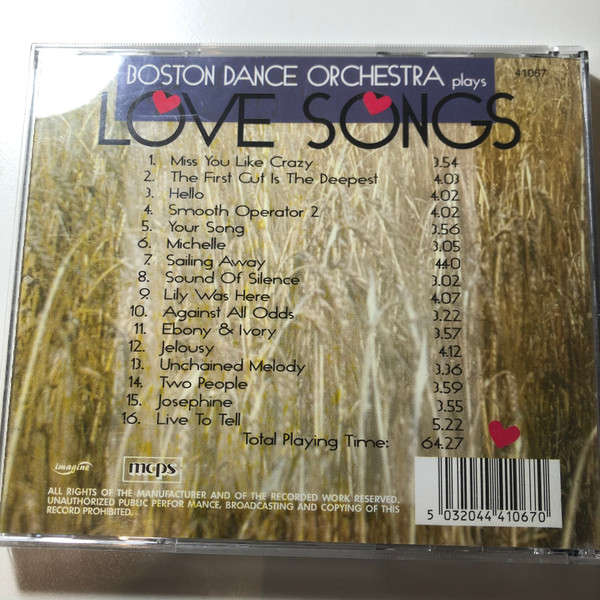 BOSTON DANCE ORCHESTRA plays
41067
LOVE SONGS
1. Miss You Like Crazy 3.54
2. The First Cut Is The Deepest 4.03
3. Hello 4.02
4. Smooth Operator 2 4.02
5. Your Song 3.56
6. Michelle 3.05
7. Sailing Away 4.40
8. Sound Of Silence 3.02
9. Lily Was Here 4.07
10. Against All Odds 3.22
11. Ebony & Ivory 3.57
12. Jelousy 4.12
13. Unchained Melody 3.36
14. Two People 3.59
15. Josephine 3.55
16. Live To Tell 5.22
Total Playing Time: 64.27
imagine
mcps
ALL RIGHTS OF THE MANUFACTURER AND OF THE RECORDED WORK RESERVED.
UNAUTHORIZED PUBLIC PERFOR MANCE, BROADCASTING AND COPYING OF THIS
RECORD PROHIBITED.
5 032044 410670